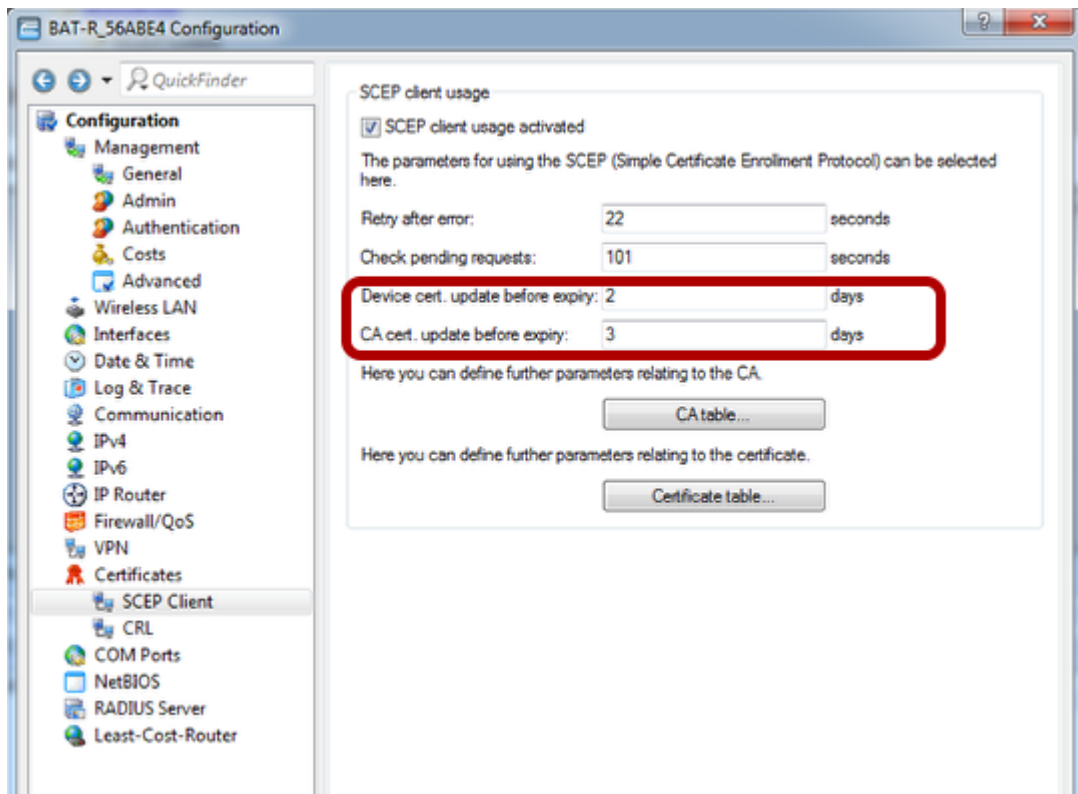 BAT-R_56ABE4 Configuration
QuickFinder
Configuration
Management
General
Admin
Authentication
Costs
Advanced
Wireless LAN
Interfaces
Date & Time
Log & Trace
Communication
IPv4
IPv6
IP Router
Firewall/QoS
VPN
Certificates
SCEP Client
CRL
COM Ports
NetBIOS
RADIUS Server
Least-Cost-Router
SCEP client usage
SCEP client usage activated
The parameters for using the SCEP (Simple Certificate Enrollment Protocol) can be selected
here.
Retry after error: 22 seconds
Check pending requests: 101 seconds
Device cert. update before expiry: 2 days
CA cert. update before expiry: 3 days
Here you can define further parameters relating to the CA.
CA table...
Here you can define further parameters relating to the certificate.
Certificate table...